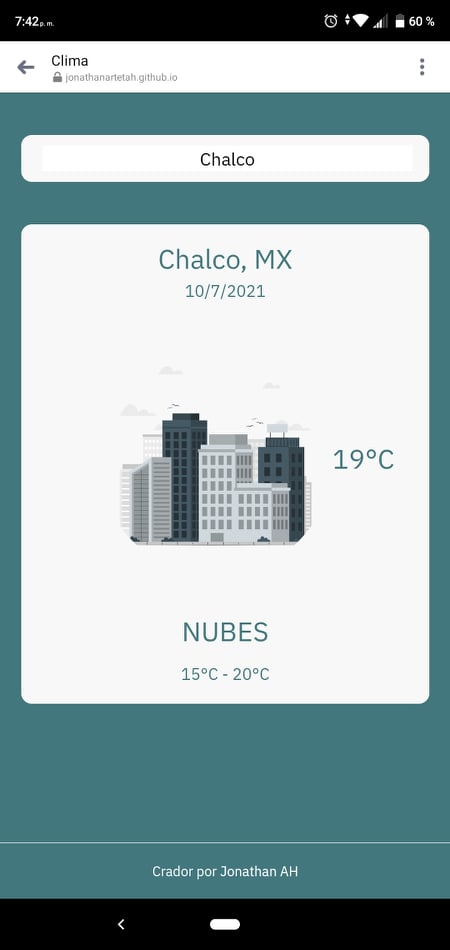 7:42 p. m.
60 %
Clima
jonathanartetah.github.io
Chalco
Chalco, MX
10/7/2021
19°C
NUBES
15°C - 20°C
Crador por Jonathan AH